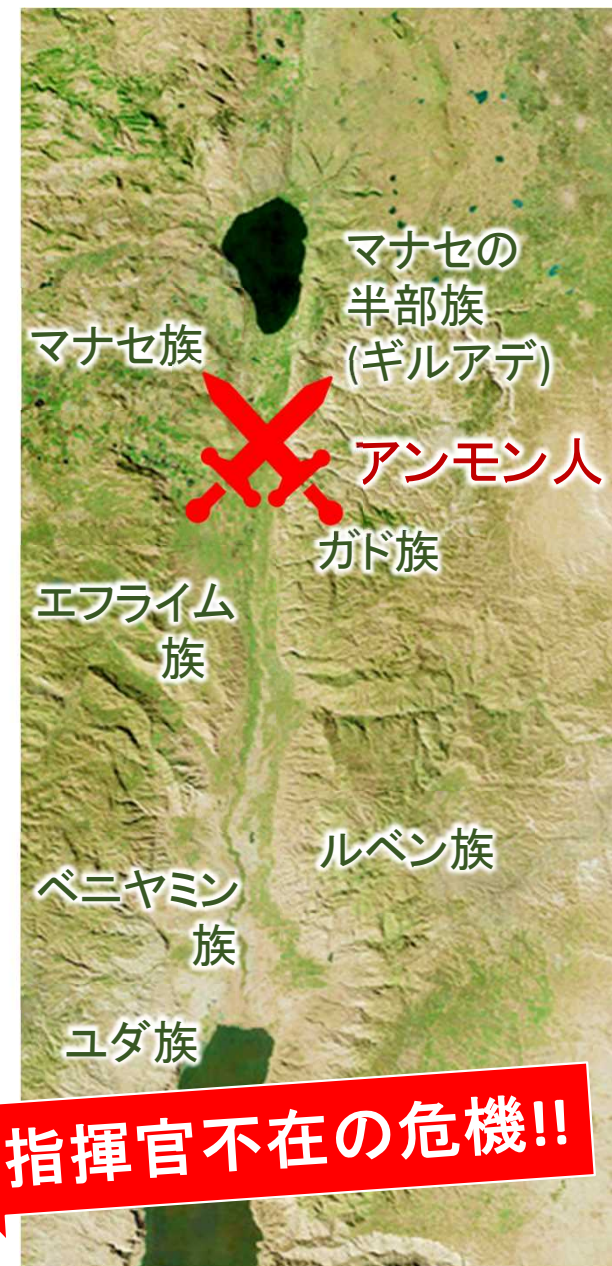 マナセの
半部族
(ギルアデ)
マナセ族
アンモン人
ガド族
エフライム
族
ルベン族
ベニヤミン
族
ユダ族
指揮官不在の危機!!